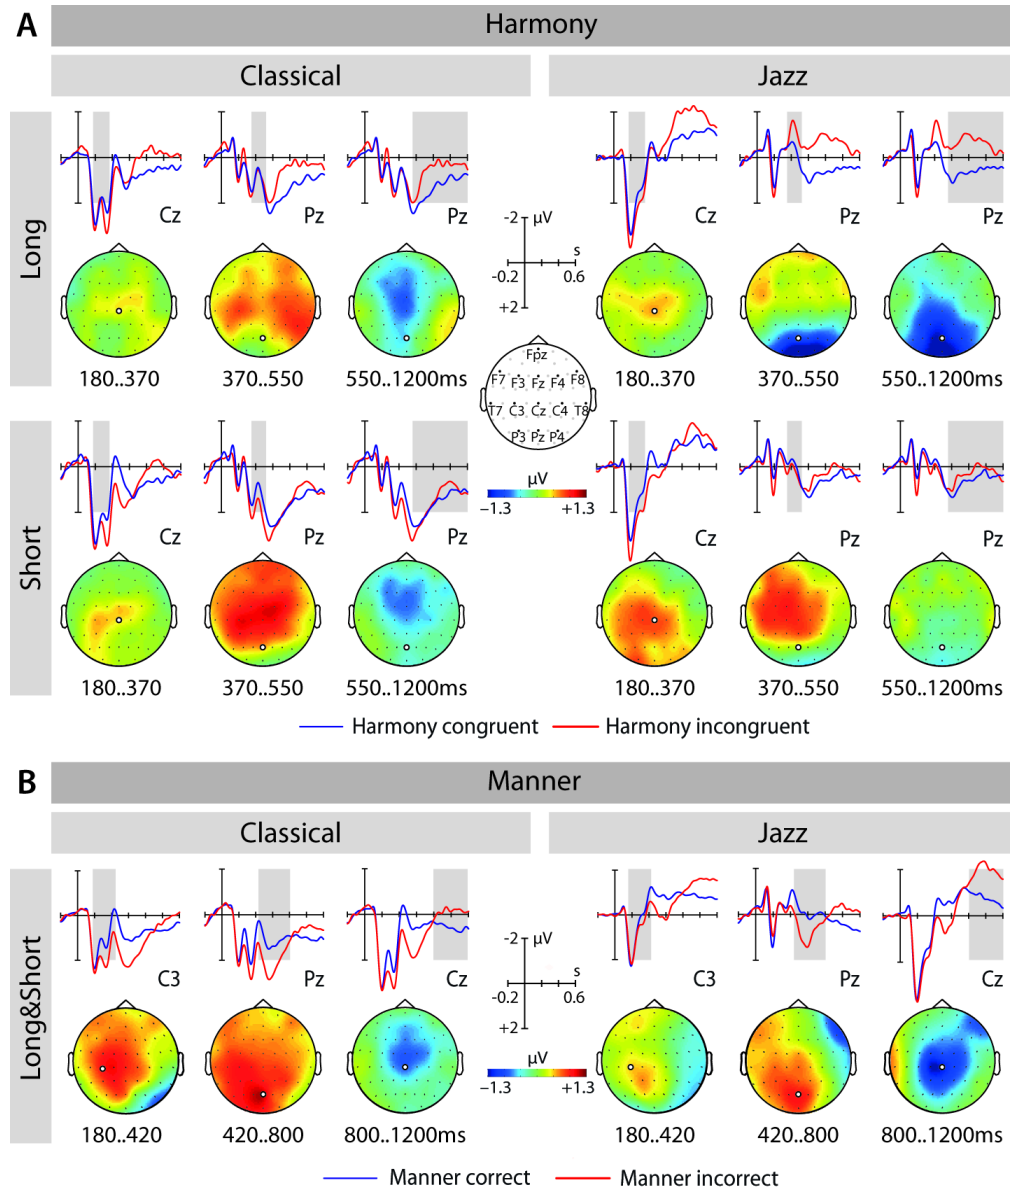 A
Harmony
Classical
Jazz
Long
Cz
Pz
Pz
Cz
Pz
Pz
-2
µV
s
-0.2
0.6
+2
180..370
370..550
550..1200ms
180..370
370..550
550..1200ms
Fpz
F7 F3 Fz F4 F8
T7 C3 Cz C4 T8
P3 Pz P4
µV
−1.3
+1.3
Short
Cz
Pz
Pz
Cz
Pz
Pz
180..370
370..550
550..1200ms
180..370
370..550
550..1200ms
Harmony congruent
Harmony incongruent
B
Manner
Classical
Jazz
Long&Short
C3
Pz
Cz
C3
Pz
Cz
-2
µV
s
-0.2
0.6
+2
µV
−1.3
+1.3
180..420
420..800
800..1200ms
180..420
420..800
800..1200ms
Manner correct
Manner incorrect